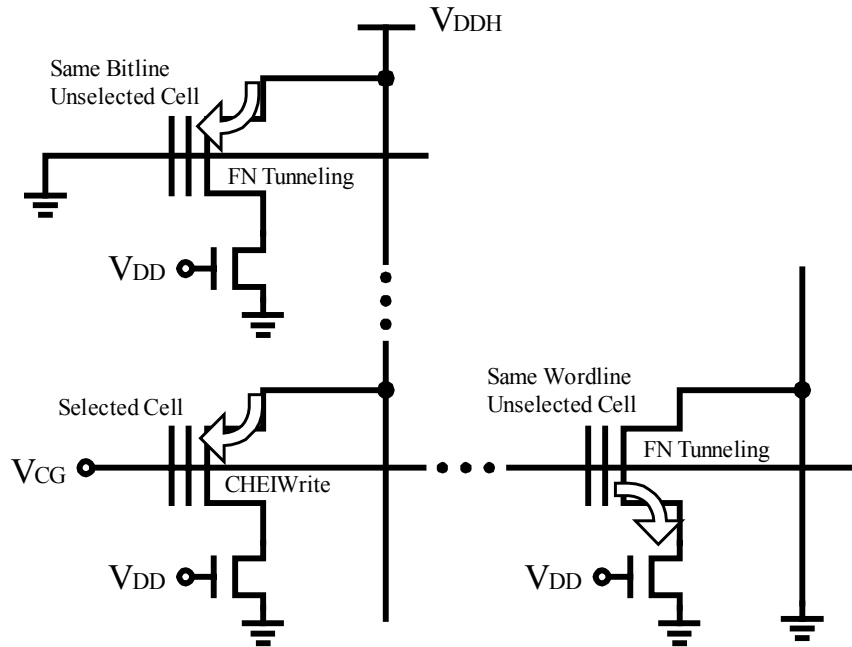 VDDH
Same Bitline
Unselected Cell
FN Tunneling
VDD
Same Wordline
Unselected Cell
Selected Cell
FN Tunneling
VCG
CHEIWrite
VDD
VDD